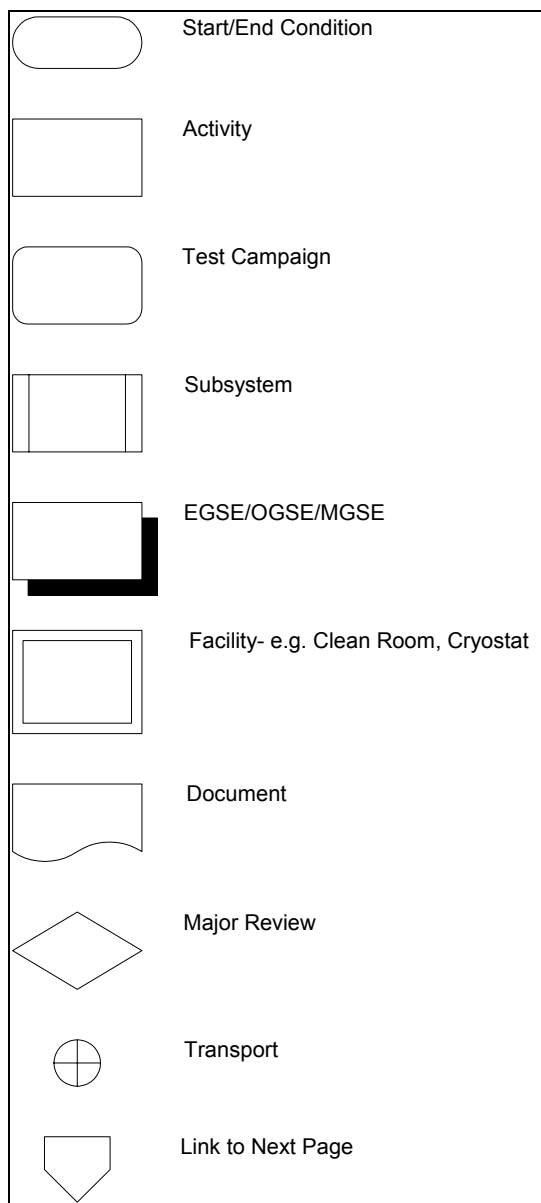 Start/End Condition
Activity
Test Campaign
Subsystem
EGSE/OGSE/MGSE
Facility- e.g. Clean Room, Cryostat
Document
Major Review
Transport
Link to Next Page